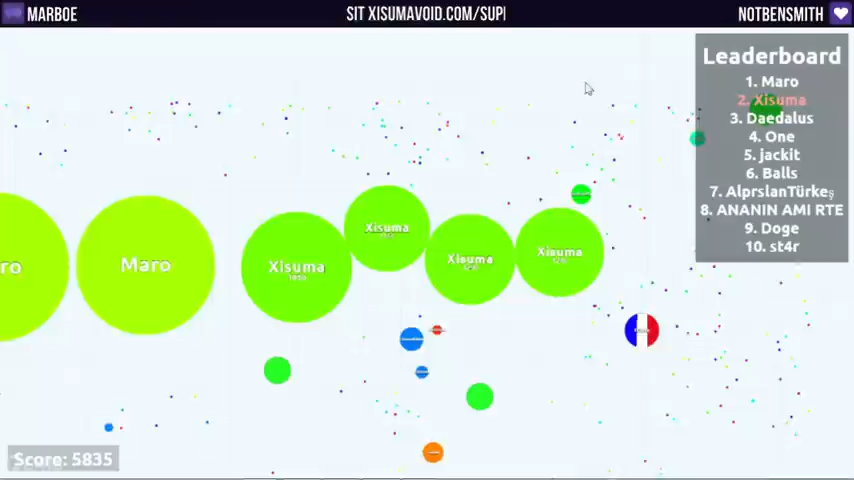 MARBOE
SIT XISUMAVOID.COM/SUPI
NOTBENSMITH
Leaderboard
1. Maro
2. Xisuma
3. Daedalus
4. One
5. jackit
6. Balls
7. AlprslanTürkeş
8. ANANIN AMI RTE
9. Doge
10. st4r
ro
Maro
Xisuma
Xisuma
Xisuma
Xisuma
Score: 5835